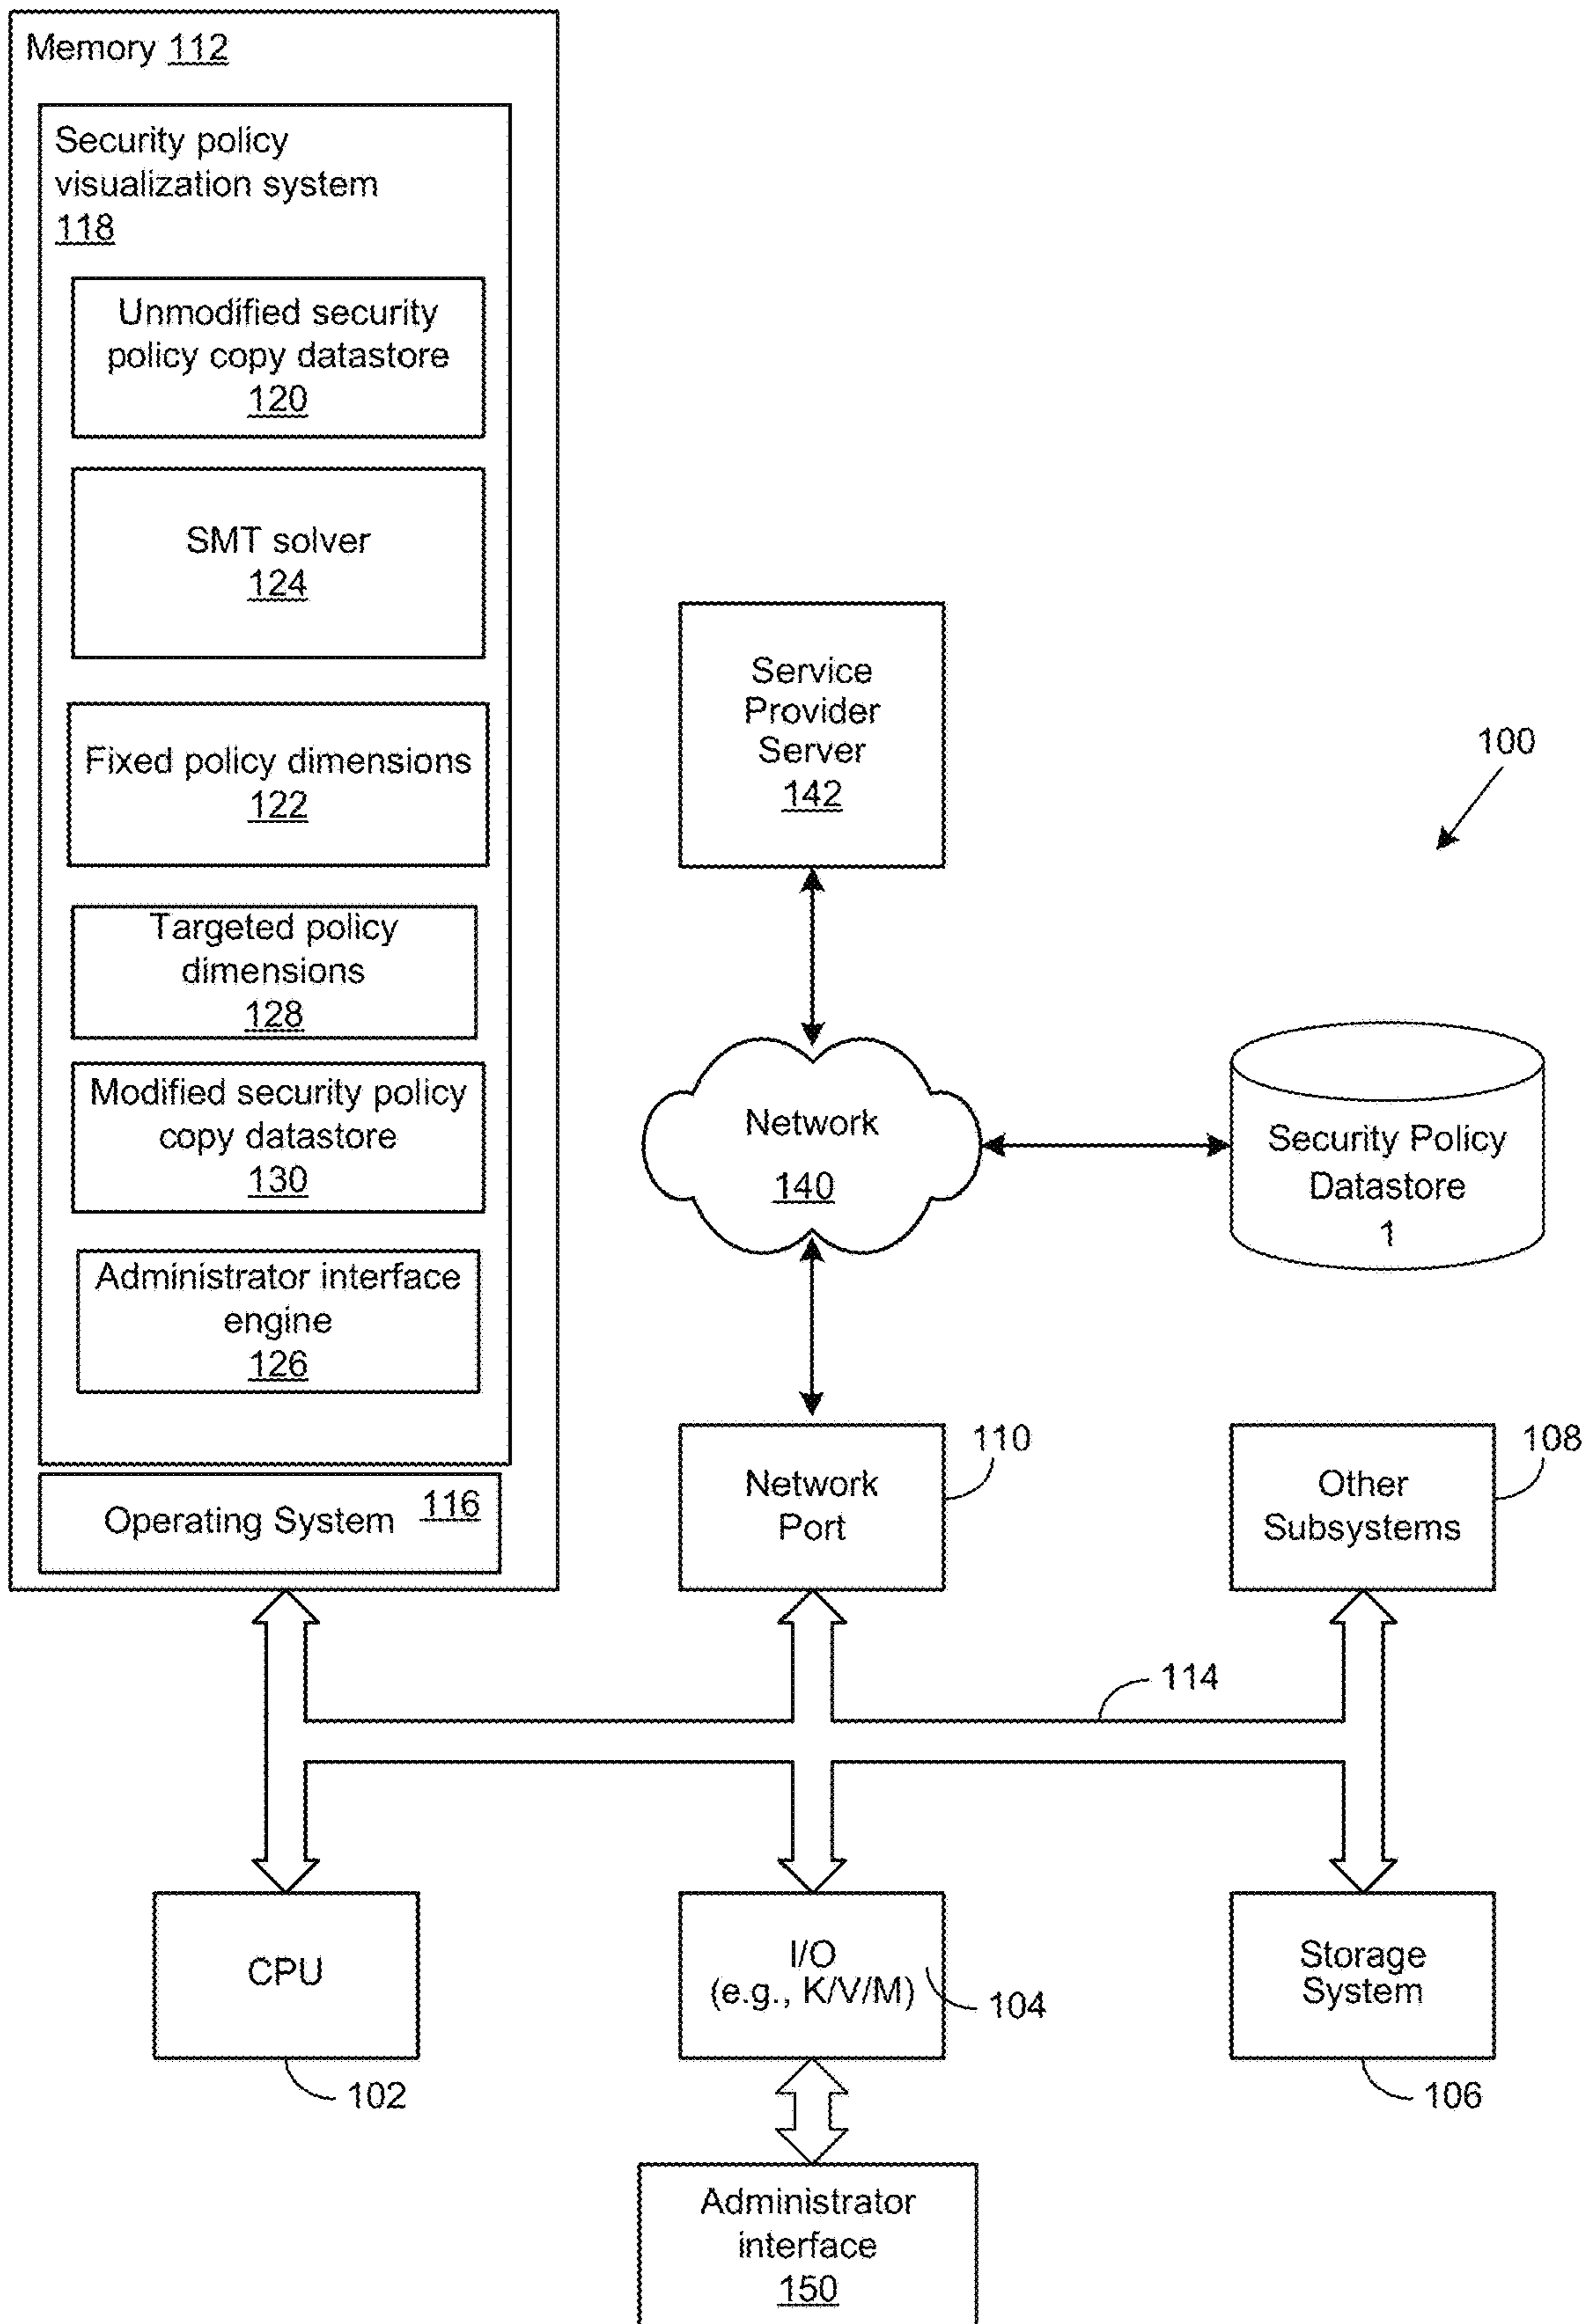 Memory 112
Security policy
visualization system
118
Unmodified security
policy copy datastore
120
SMT solver
124
Fixed policy dimensions
122
Targeted policy
dimensions
128
Modified security policy
copy datastore
130
Administrator interface
engine
126
Operating System 116
Service
Provider
Server
142
100
Network
140
Security Policy
Datastore
1
Network
Port
110
Other
Subsystems
108
114
CPU
102
I/O
(e.g., K/V/M)
104
Storage
System
106
Administrator
interface
150